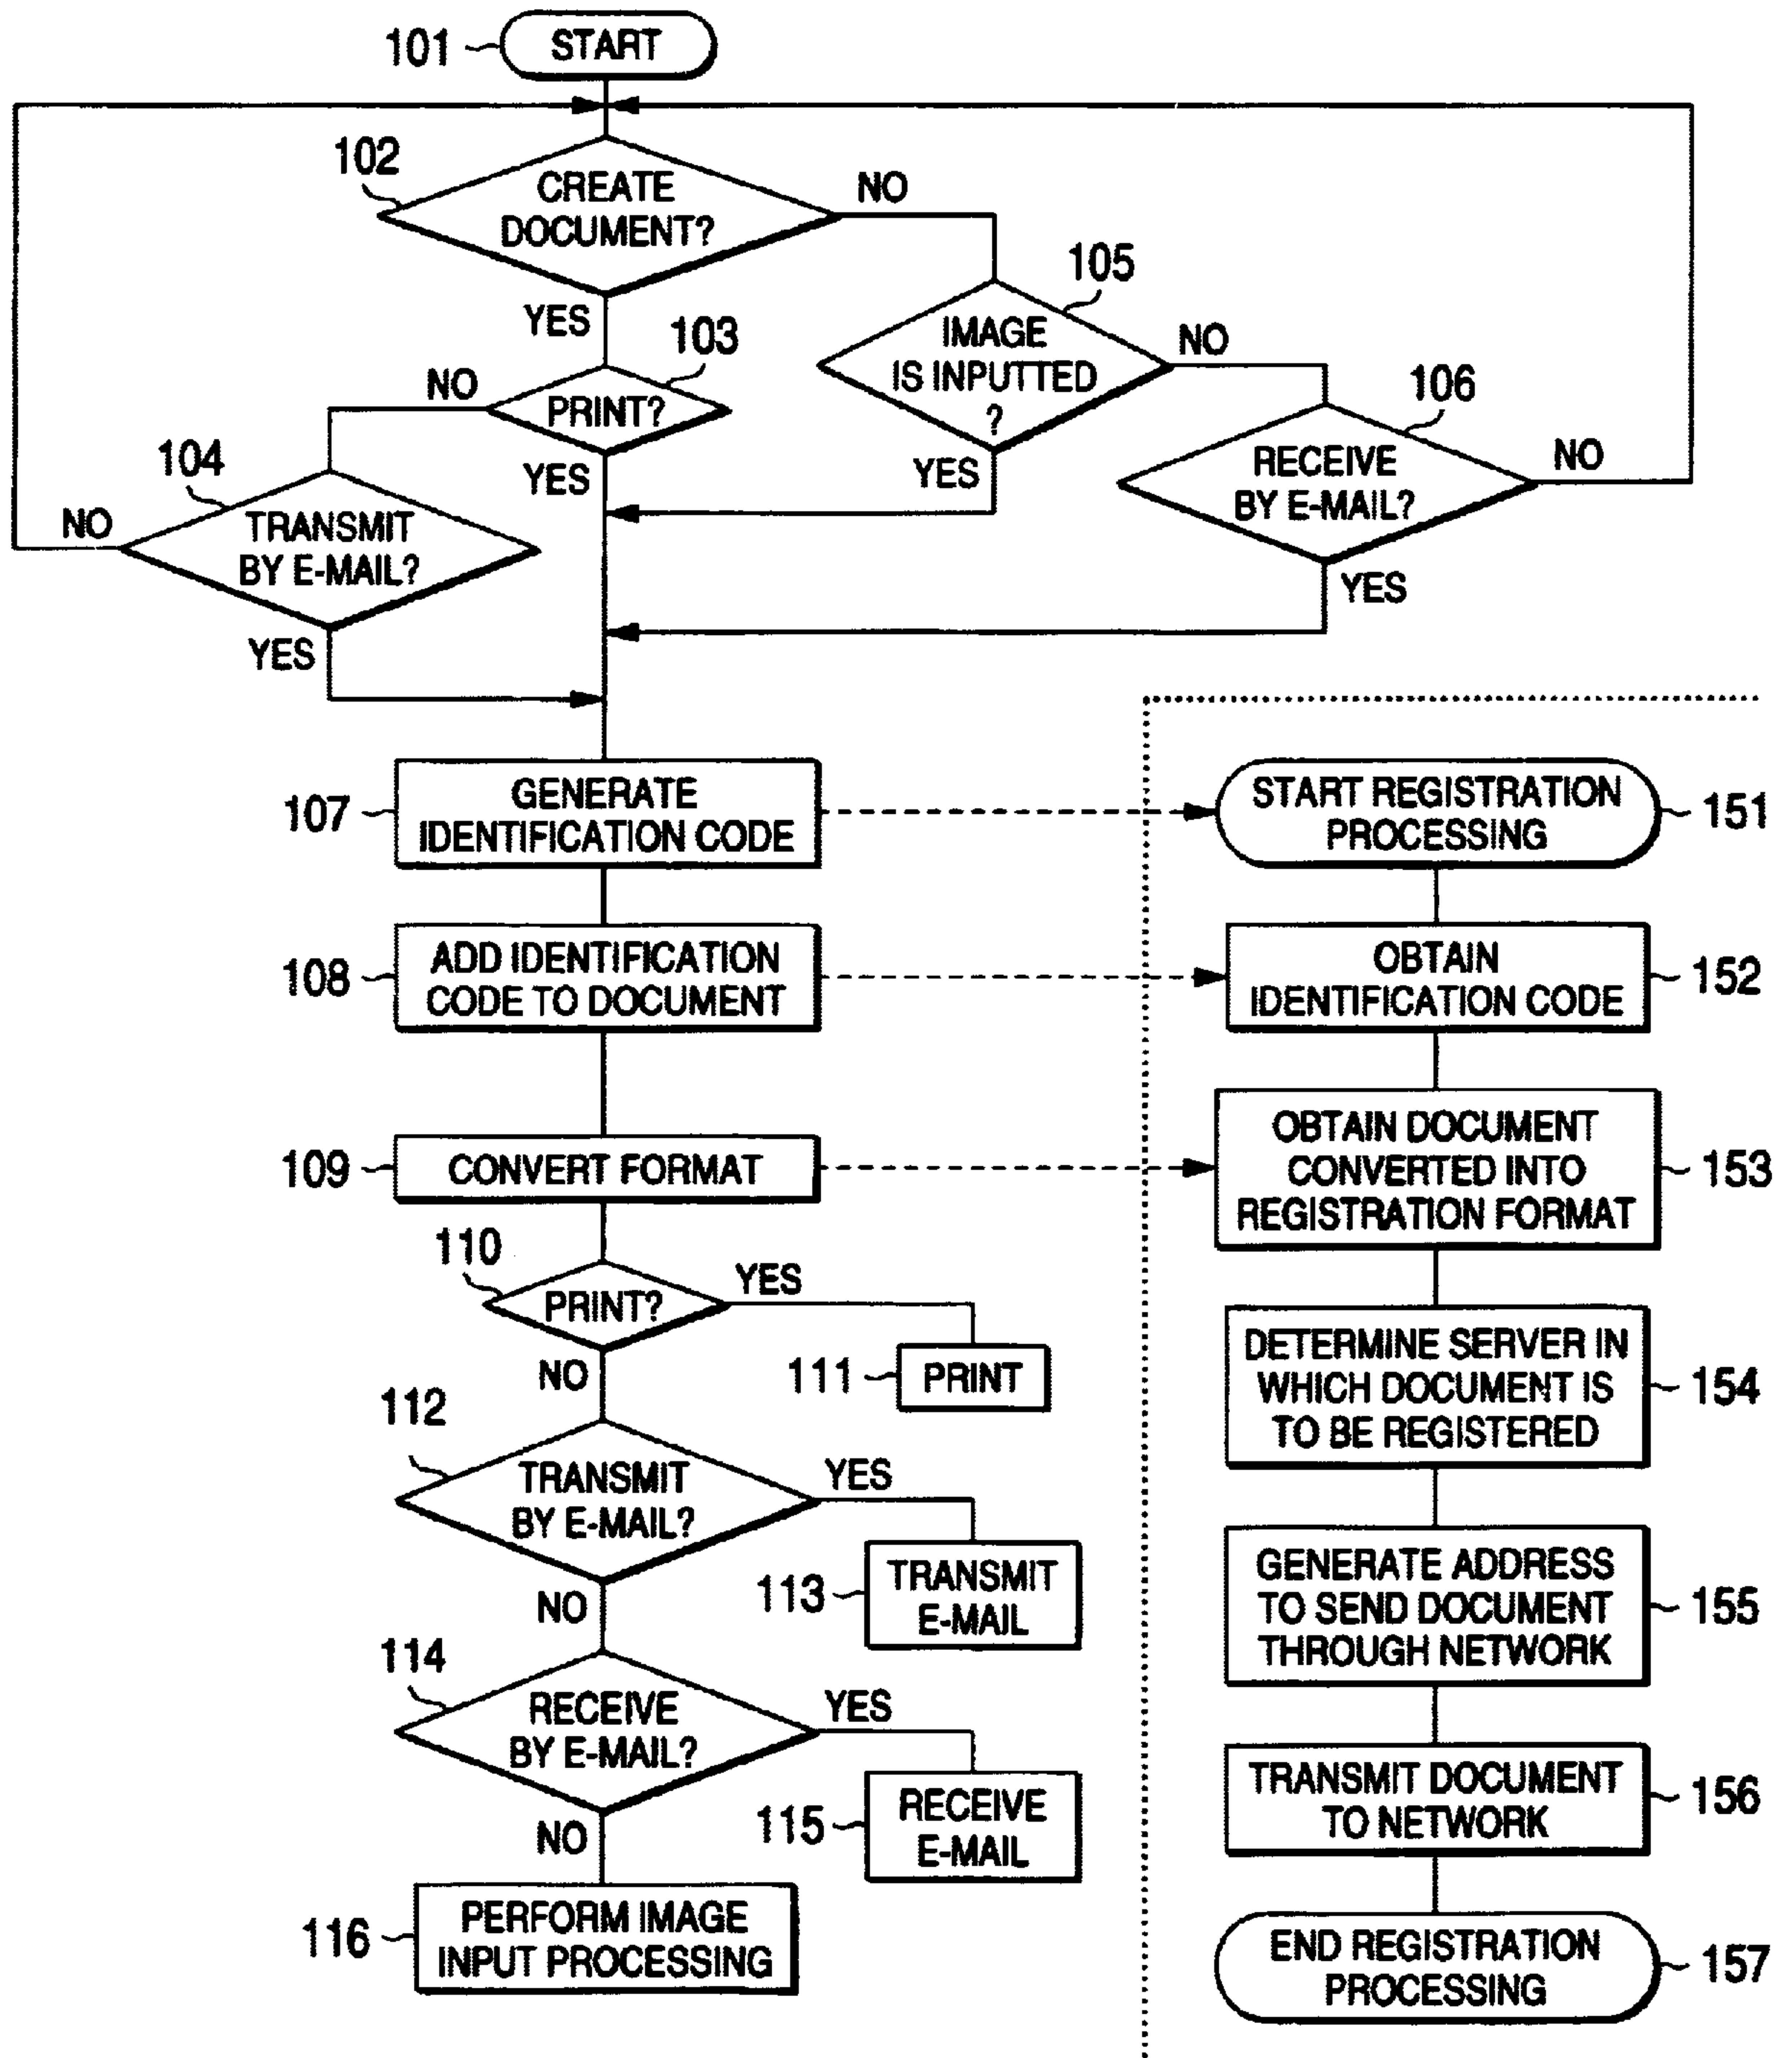 101
START
102
CREATE
DOCUMENT?
NO
YES
105
IMAGE
IS INPUTTED
?
NO
YES
103
PRINT?
NO
YES
106
RECEIVE
BY E-MAIL?
NO
YES
104
TRANSMIT
BY E-MAIL?
NO
YES
107
GENERATE
IDENTIFICATION CODE
108
ADD IDENTIFICATION
CODE TO DOCUMENT
109
CONVERT FORMAT
110
PRINT?
YES
NO
111
PRINT
112
TRANSMIT
BY E-MAIL?
YES
NO
113
TRANSMIT
E-MAIL
114
RECEIVE
BY E-MAIL?
YES
NO
115
RECEIVE
E-MAIL
116
PERFORM IMAGE
INPUT PROCESSING
START REGISTRATION
PROCESSING
151
OBTAIN
IDENTIFICATION CODE
152
OBTAIN DOCUMENT
CONVERTED INTO
REGISTRATION FORMAT
153
DETERMINE SERVER IN
WHICH DOCUMENT IS
TO BE REGISTERED
154
GENERATE ADDRESS
TO SEND DOCUMENT
THROUGH NETWORK
155
TRANSMIT DOCUMENT
TO NETWORK
156
END REGISTRATION
PROCESSING
157